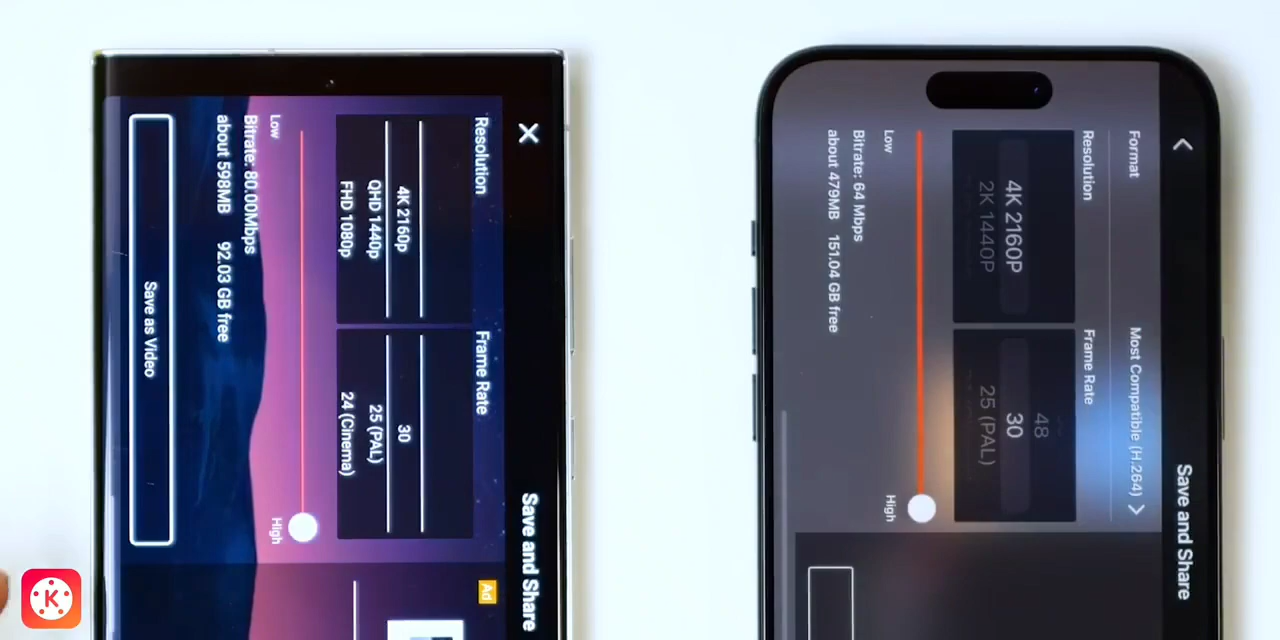 Save and Share
Resolution
Frame Rate
4K 2160p
QHD 1440p
FHD 1080p
30
25 (PAL)
24 (Cinema)
Low
High
Bitrate: 80.00Mbps
about 598MB 92.03 GB free
Save as Video
Ad
Save and Share
Format
Most Compatible (H.264)
Resolution
Frame Rate
4K 2160P
2K 1440P
48
30
25 (PAL)
Low
High
Bitrate: 64 Mbps
about 479MB 151.04 GB free
K